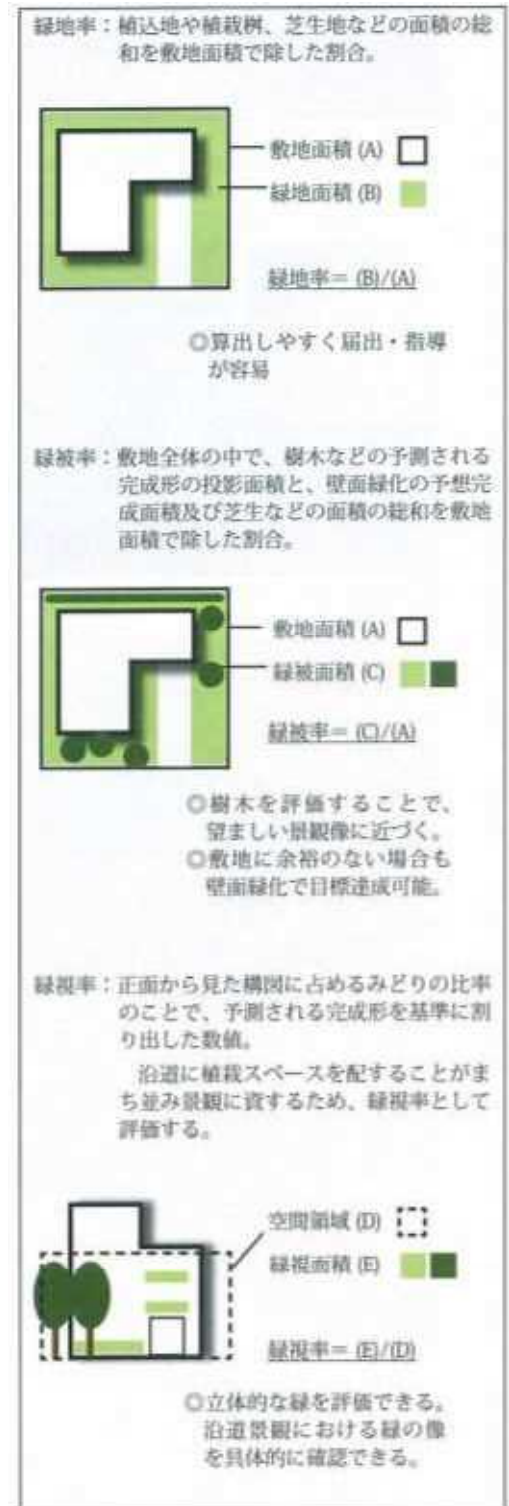 緑地率：植込地や植栽桝、芝生地などの面積の総
和を敷地面積で除した割合。
敷地面積 (A)
緑地面積 (B)
緑地率＝ (B)/(A)
◎算出しやすく届出・指導
が容易
緑被率：敷地全体の中で、樹木などの予測される
完成形の投影面積と、壁面緑化の予想完
成面積及び芝生などの面積の総和を敷地
面積で除した割合。
敷地面積 (A)
緑被面積 (C)
緑被率＝ (C)/(A)
◎樹木を評価することで、
望ましい景観像に近づく。
◎敷地に余裕のない場合も
壁面緑化で目標達成可能。
緑視率：正面から見た構図に占めるみどりの比率
のことで、予測される完成形を基準に割
り出した数値。
沿道に植栽スペースを配することがま
ち並み景観に資するため、緑視率として
評価する。
空間領域 (D)
緑視面積 (E)
緑視率＝ (E)/(D)
◎立体的な緑を評価できる。
沿道景観における緑の像
を具体的に確認できる。